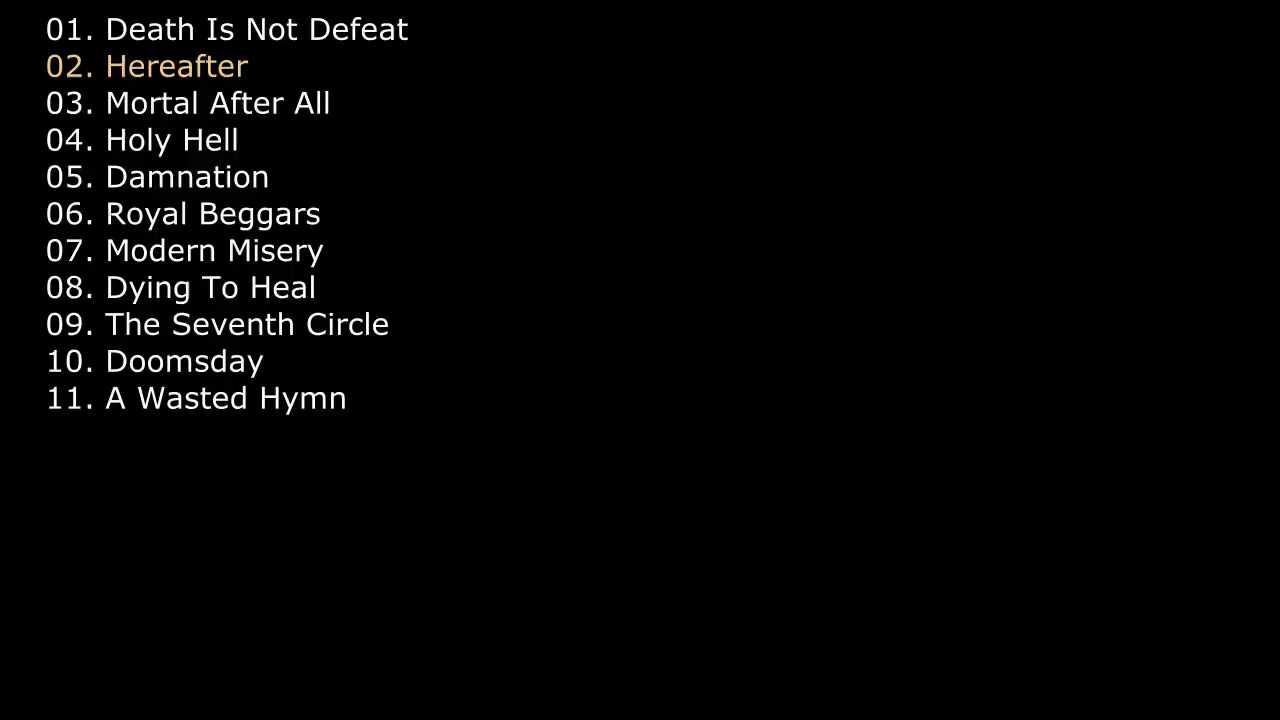 01. Death Is Not Defeat
02. Hereafter
03. Mortal After All
04. Holy Hell
05. Damnation
06. Royal Beggars
07. Modern Misery
08. Dying To Heal
09. The Seventh Circle
10. Doomsday
11. A Wasted Hymn